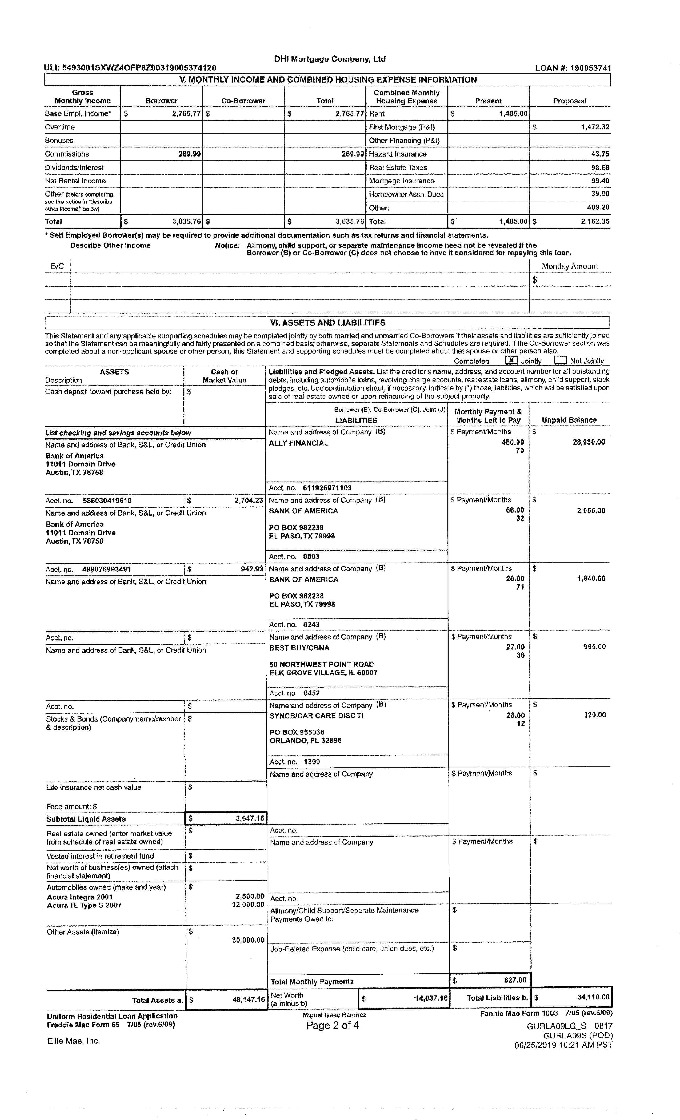 DHI Mortgage Company, Ltd
LOAN #: 190053741
V. MONTHLY INCOME AND COMBINED HOUSING EXPENSE INFORMATION
Gross Monthly Income Borrower Co-Borrower Total Combined Monthly Housing Expense Present Proposed
Base Empl. Income* $ 2,765.77 $ $ 2,765.77 Rent $ 1,405.00
Overtime First Mortgage (P&I) $ 1,472.32
Bonuses Other Financing (P&I)
Commissions 269.99 269.99 Hazard Insurance 43.75
Dividends/Interest Real Estate Taxes
Net Rental Income Mortgage Insurance 99.40
Other (before completing, see the notice in "describe other income," below) Homeowner Assn. Dues
Other: 409.20
Total $ 3,035.76 $ $ 3,035.76 Total $ 1,405.00 $ 2,162.35
* Self Employed Borrower(s) may be required to provide additional documentation such as tax returns and financial statements.
Describe Other Income Notice: Alimony, child support, or separate maintenance income need not be revealed if the
Borrower (B) or Co-Borrower (C) does not choose to have it considered for repaying this loan.
B/C Monthly Amount
$
VI. ASSETS AND LIABILITIES
This Statement and any applicable supporting schedules may be completed jointly by both married and unmarried Co-Borrowers if their assets and liabilities are sufficiently joined
so that the Statement can be meaningfully and fairly presented on a combined basis; otherwise, separate Statements and Schedules are required. If the Co-Borrower section was
completed about a non-applicant spouse or other person, this Statement and supporting schedules must be completed about that spouse or other person also.
Completed X Jointly Not Jointly
ASSETS Cash or Market Value
Description
Cash deposit toward purchase held by: $
Liabilities and Pledged Assets. List the creditor's name, address, and account number for all outstanding
debts, including automobile loans, revolving charge accounts, real estate loans, alimony, child support, stock
pledges, etc. Use continuation sheet, if necessary. Indicate by (*) those liabilities, which will be satisfied upon
sale of real estate owned or upon refinancing of the subject property.
Borrower (B), Co-Borrower (C), Joint (J)
LIABILITIES Monthly Payment & Months Left to Pay Unpaid Balance
List checking and savings accounts below
Name and address of Bank, S&L, or Credit Union
Bank of America
11011 Domain Drive
Austin, TX 78758
Name and address of Company (B) $ Payment/Months $
ALLY FINANCIAL 28,930.00
Acct. no. 611926971103
Acct. no. 586030419610 $ 2,704.23
Name and address of Bank, S&L, or Credit Union
Bank of America
11011 Domain Drive
Austin, TX 78758
Name and address of Company (B) $ Payment/Months $
BANK OF AMERICA 32
PO BOX 982238
EL PASO, TX 79998
Acct. no.
Acct. no. $ 942.93
Name and address of Bank, S&L, or Credit Union
Name and address of Company (B) $ Payment/Months $
BANK OF AMERICA 26.00
71
PO BOX 982238
EL PASO, TX 79998
Acct. no. 8243
Acct. no. $
Name and address of Bank, S&L, or Credit Union
Name and address of Company (B) $ Payment/Months $
BEST BUY/CBNA 27.00
50 NORTHWEST POINT ROAD
ELK GROVE VILLAGE, IL 60007
Acct. no.
Acct. no. $
Stocks & Bonds (Company name/number & description) $
Name and address of Company (B) $ Payment/Months $
SYNCB/CAR CARE DISCTI
12
PO BOX 965036
ORLANDO, FL 32896
Acct. no. 1399
Name and address of Company $ Payment/Months $
Life insurance net cash value $
Face amount: $
Subtotal Liquid Assets $ 3,647.16
Real estate owned (enter market value from schedule of real estate owned) $
Acct. no.
Name and address of Company $ Payment/Months $
Vested interest in retirement fund $
Net worth of business(es) owned (attach financial statement) $
Automobiles owned (make and year) $
Acura Integra 2001 2,500.00
Acura TL Type S 2007 12,000.00
Acct. no.
Alimony/Child Support/Separate Maintenance Payments Owed to: $
Other Assets (itemize) $
30,000.00
Job-Related Expense (child care, union dues, etc.) $
Total Monthly Payments $ 627.00
Total Assets a. $ 48,147.16 Net Worth (a minus b) $ 14,037.16 Total Liabilities b. $ 34,110.00
Uniform Residential Loan Application
Freddie Mac Form 65 7/05 (rev.6/09)
Page 2 of 4
Fannie Mae Form 1003 7/05 (rev.6/09)
Ellie Mae, Inc.
GURLA09LG_S 0817
GURLA09S (POD)
06/25/2019 10:21 AM PST